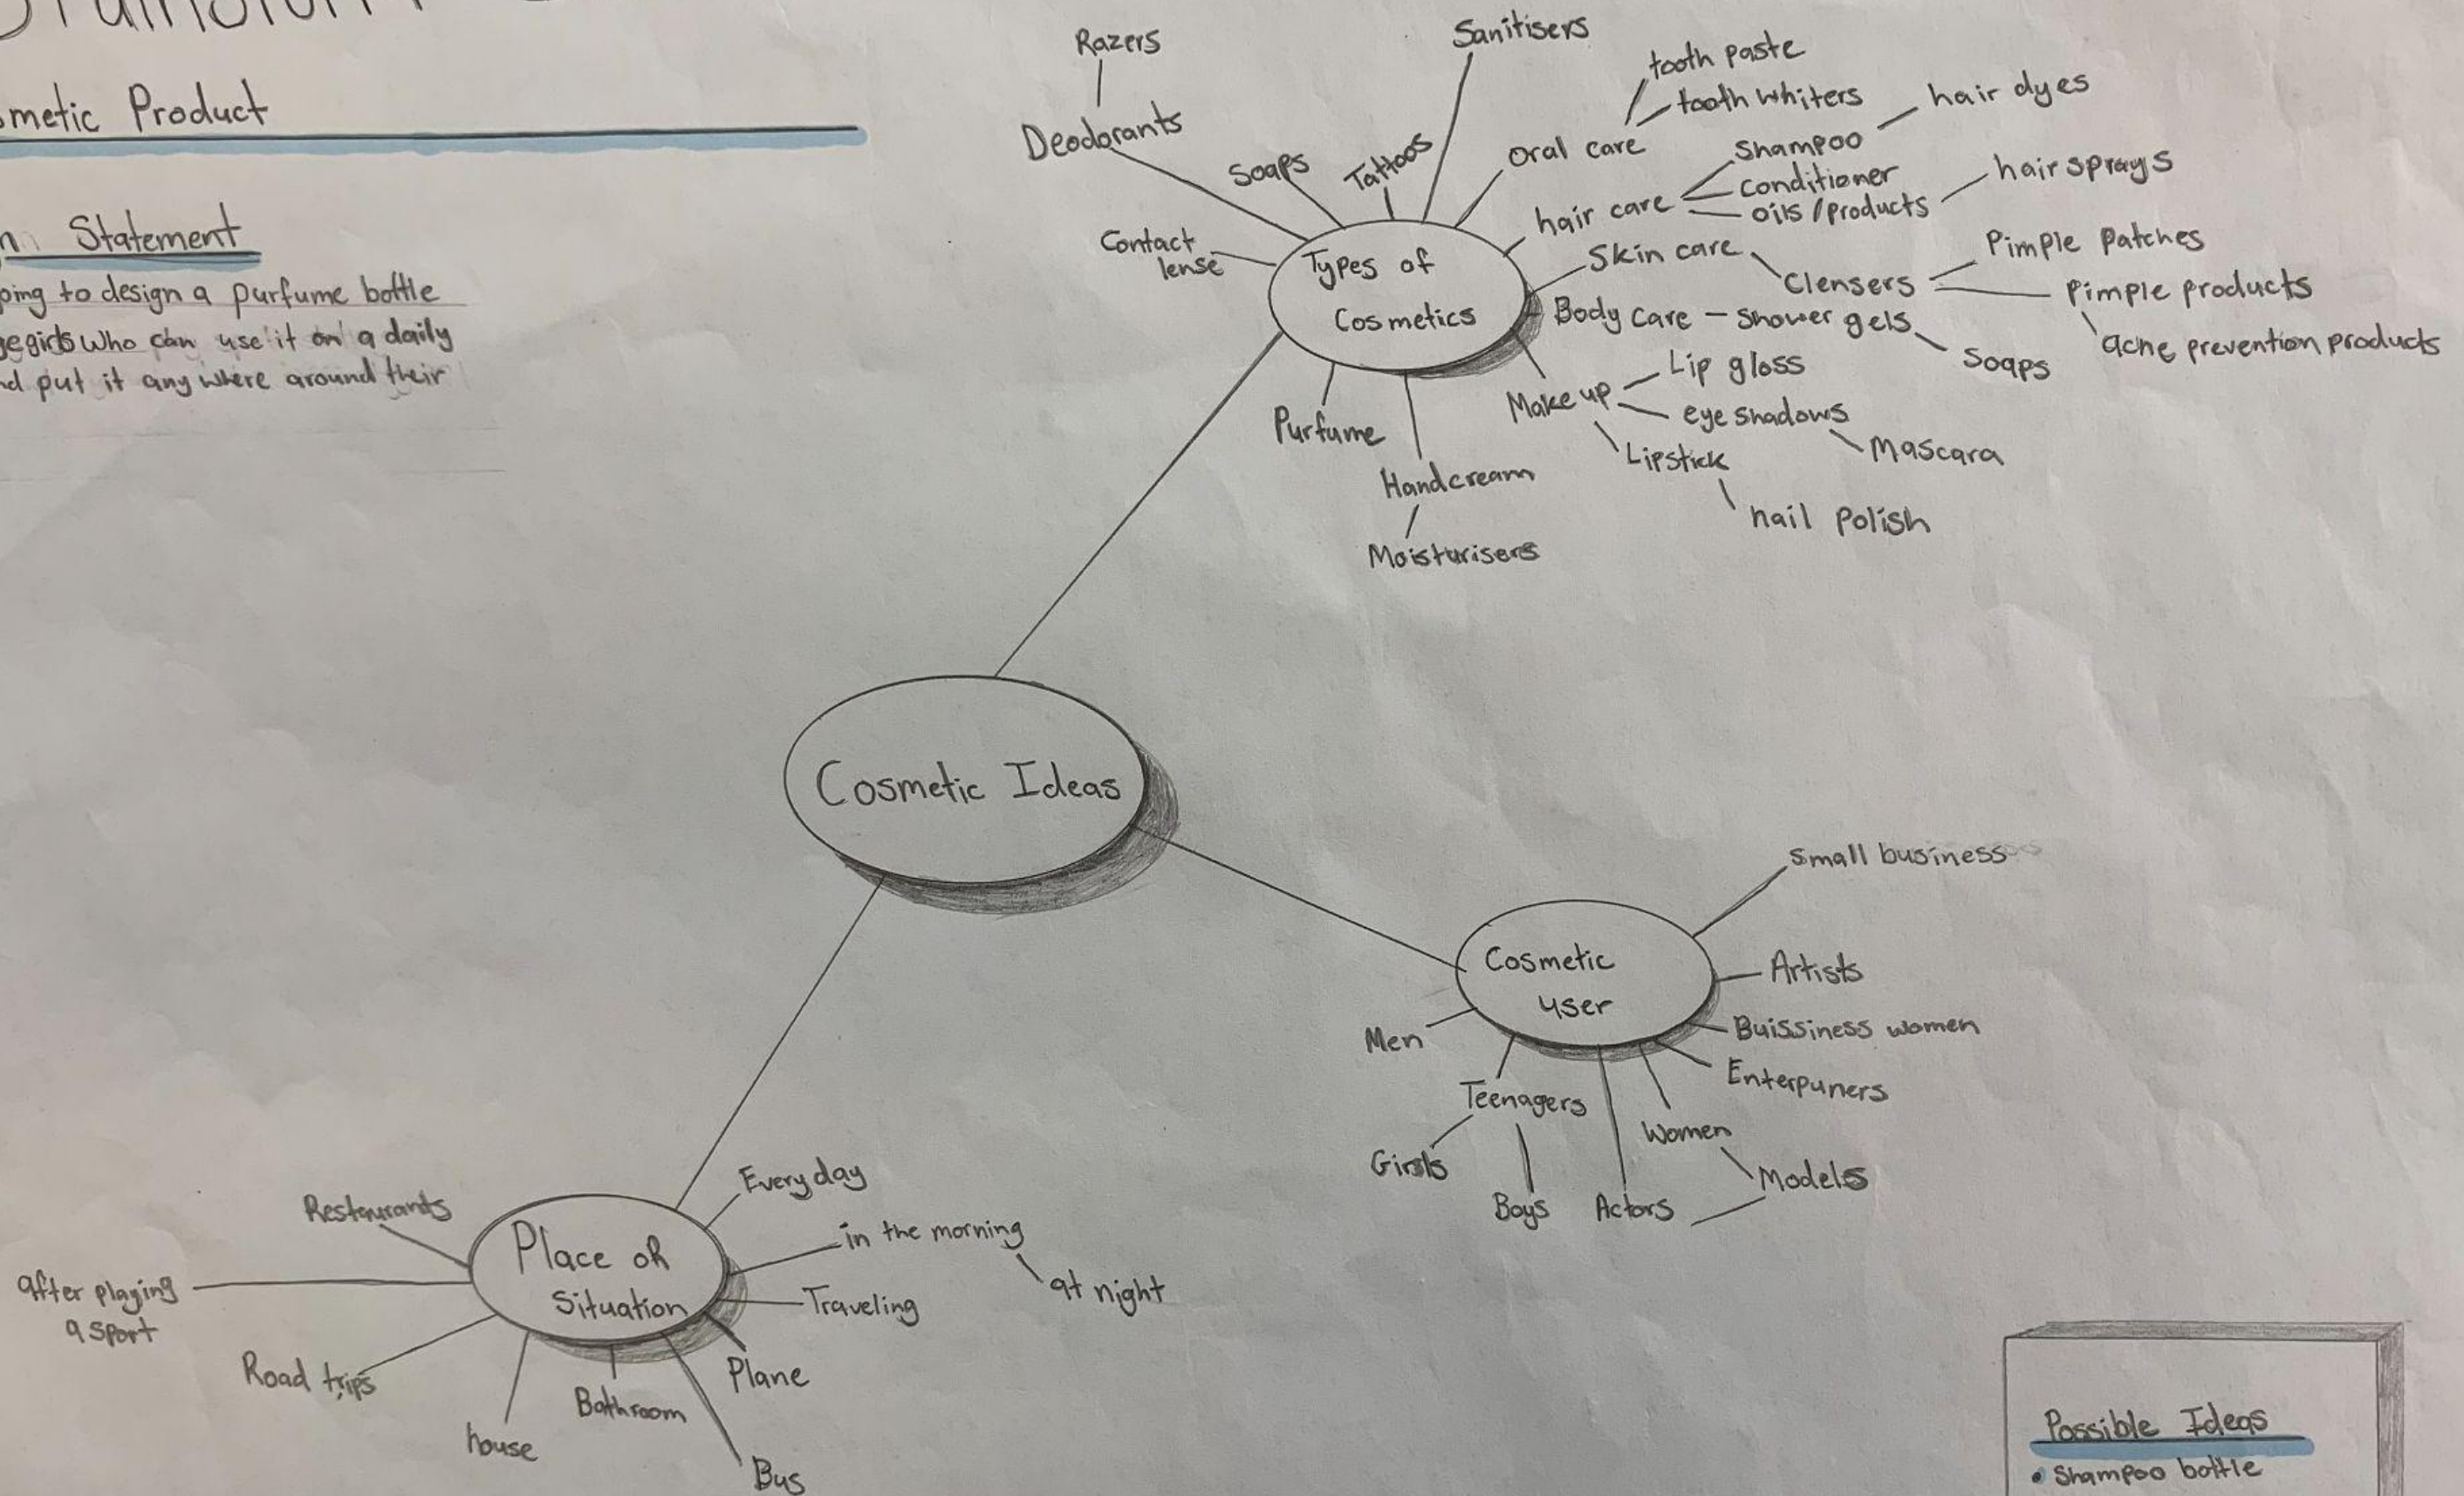 Brainstorm
smetic Product
n Statement
oing to design a purfume bottle
ge girls who can use it on a daily
nd put it any where around their
Razers
Deodorants
Soaps
Tattoos
Sanitisers
Oral care
tooth paste
tooth whiters
hair care
Shampoo
hair dyes
Conditioner
oils / products
hair sprays
Contact
lense
Types of
Cosmetics
Skin care
Clensers
Pimple Patches
Pimple products
acne prevention products
Body care – Shower gels
Soaps
Make up
Lip gloss
eye shadows
Mascara
Lipstick
nail polish
Purfume
Handcream
Moisturisers
Cosmetic Ideas
Cosmetic
user
Small business
Artists
Buissiness women
Enterpuners
Women
Models
Actors
Men
Teenagers
Girls
Boys
Place or
Situation
Every day
in the morning
at night
Traveling
Plane
Bus
Bathroom
house
Road trips
after playing
a sport
Restaurants
Possible Ideas
• Shampoo bottle